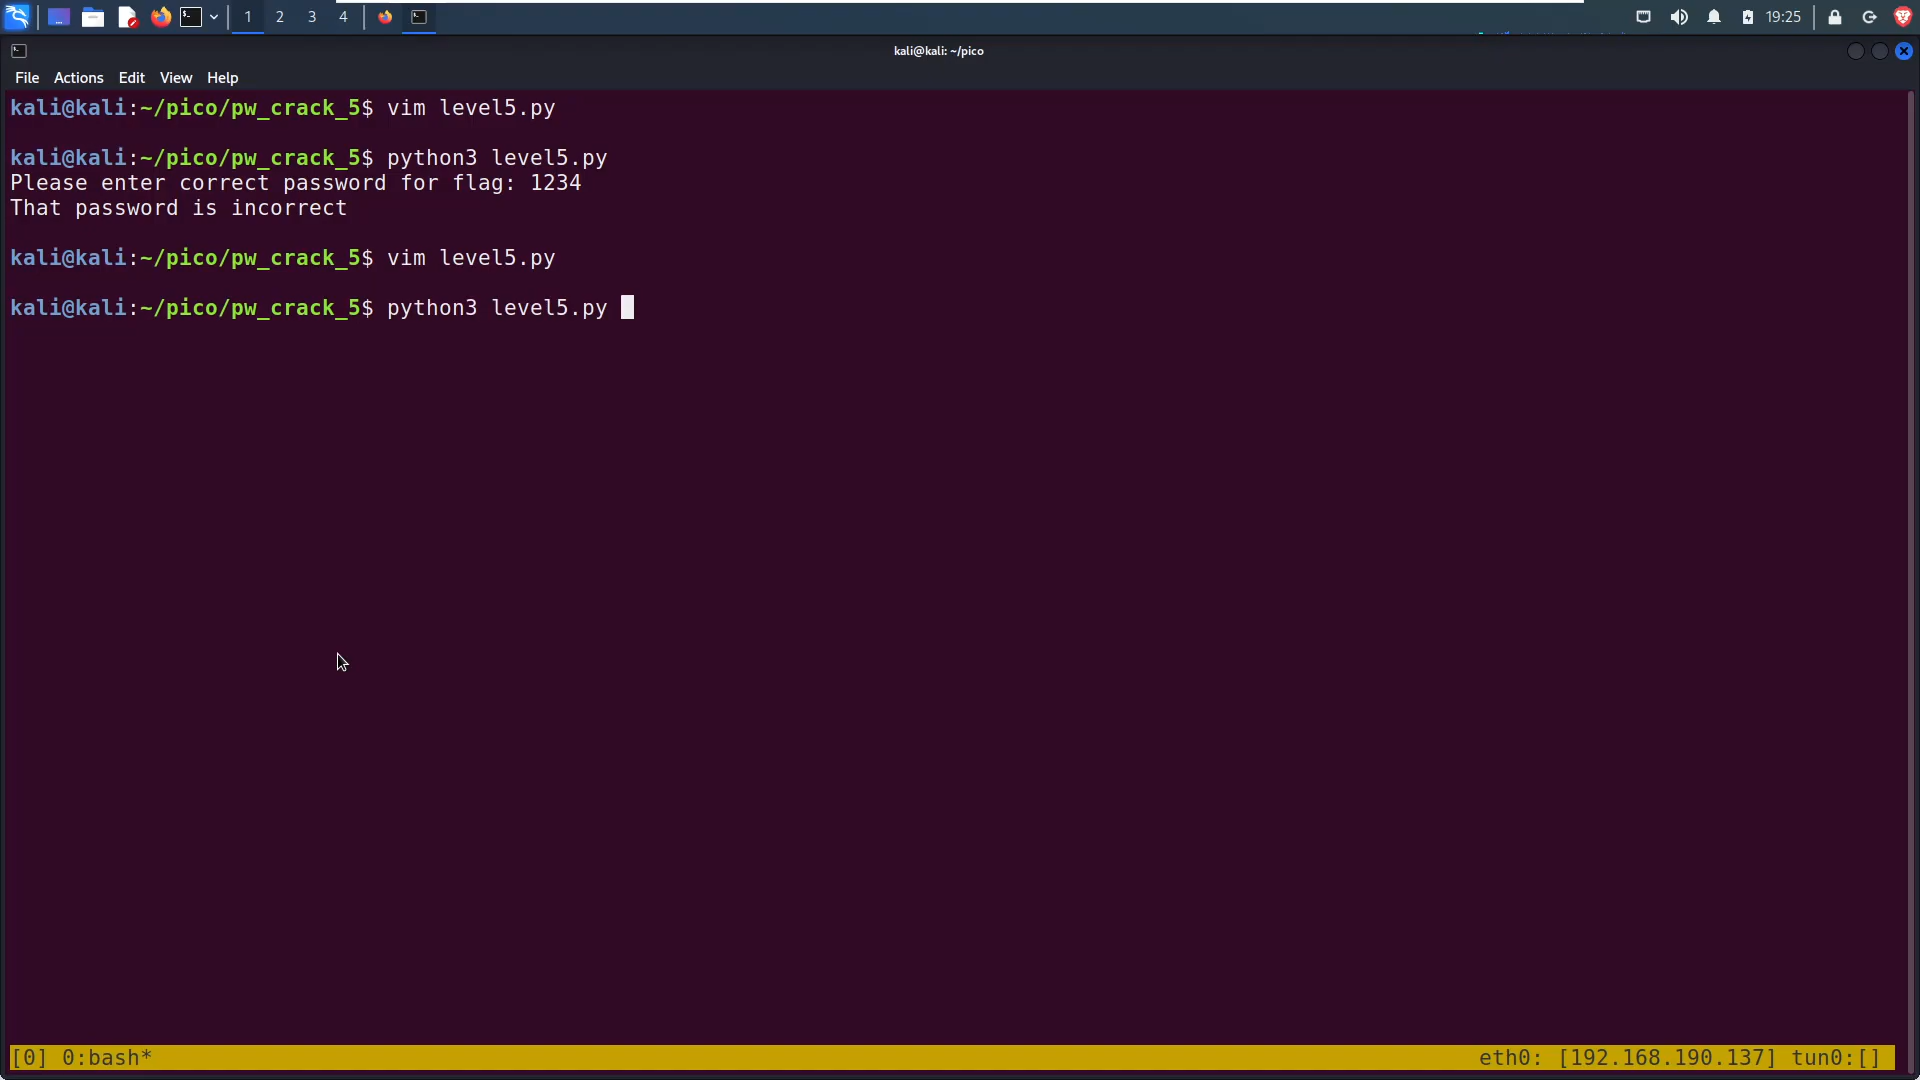 1 2 3 4 19:25
kali@kali: ~/pico
File Actions Edit View Help
kali@kali:~/pico/pw_crack_5$ vim level5.py
kali@kali:~/pico/pw_crack_5$ python3 level5.py
Please enter correct password for flag: 1234
That password is incorrect
kali@kali:~/pico/pw_crack_5$ vim level5.py
kali@kali:~/pico/pw_crack_5$ python3 level5.py
[0] 0:bash* eth0: [192.168.190.137] tun0:[]